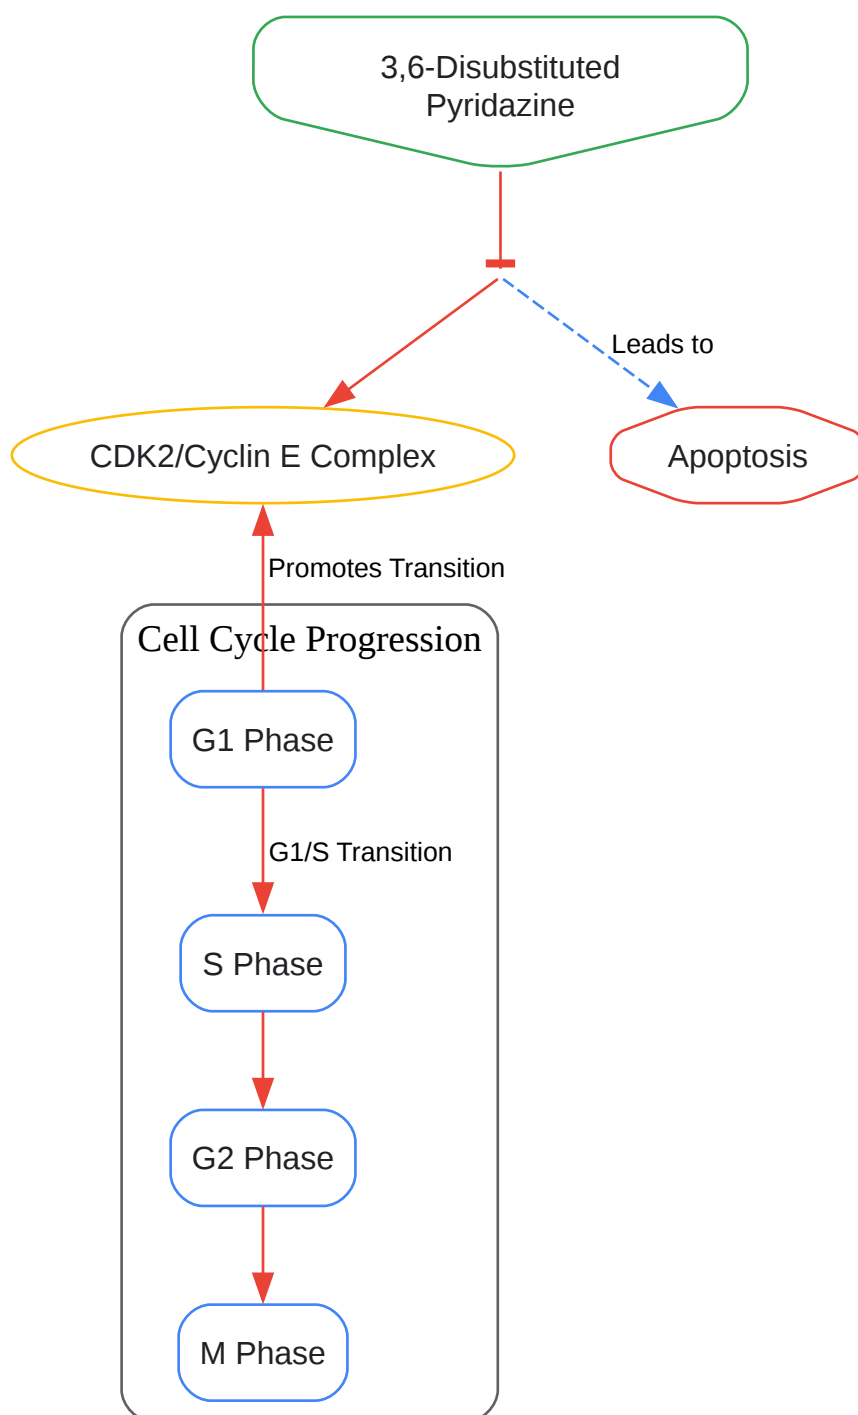 3,6-Disubstituted
Pyridazine
Leads to
CDK2/Cyclin E Complex
Apoptosis
Promotes Transition
Cell Cycle Progression
G1 Phase
G1/S Transition
S Phase
G2 Phase
M Phase